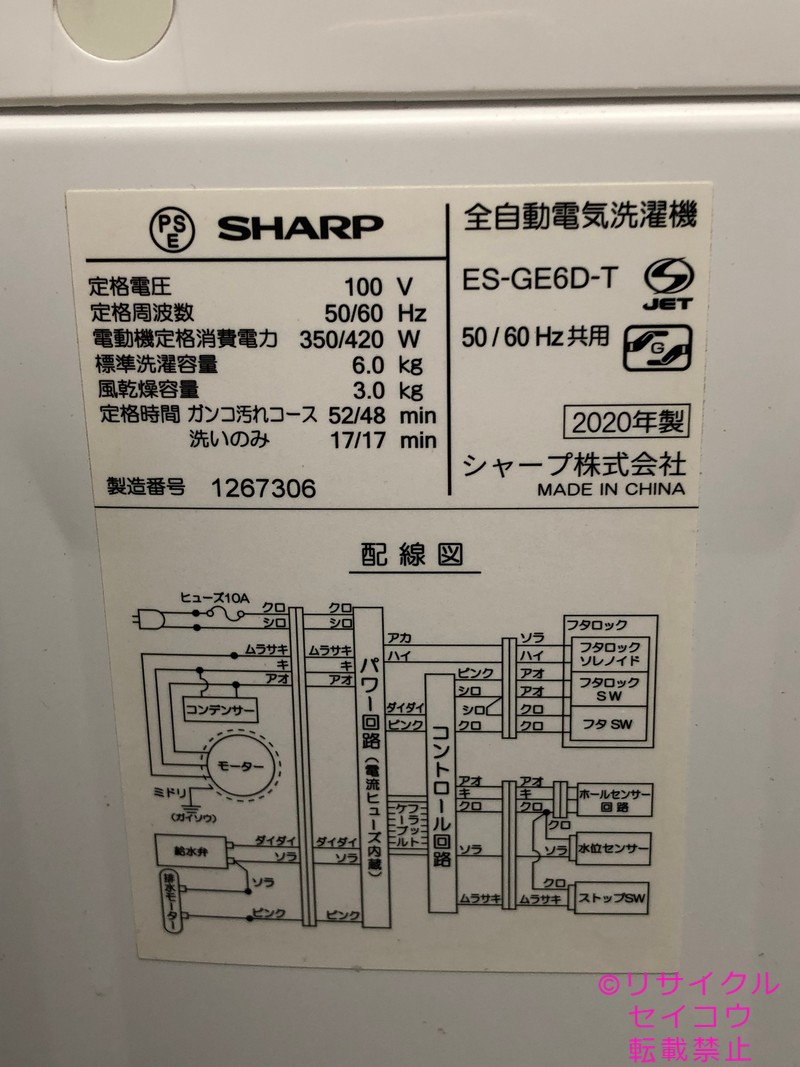 PSE SHARP
定格電圧 100 V
定格周波数 50/60 Hz
電動機定格消費電力 350/420 W
標準洗濯容量 6.0 kg
風乾燥容量 3.0 kg
定格時間 ガンコ汚れコース 52/48 min
洗いのみ 17/17 min
製造番号 1267306
全自動電気洗濯機
ES-GE6D-T
JET
50/60 Hz 共用
G
2020年製
シャープ株式会社
MADE IN CHINA
配線図
ヒューズ10A
クロ クロ
シロ シロ
ムラサキ ムラサキ
キ キ
アオ アオ
コンデンサー
モーター
ミドリ
(ガイソウ)
給水弁
ダイダイ ダイダイ
ソラ ソラ
ソラ
排水モーター
ピンク ピンク
パワー回路(電流ヒューズ内蔵)
アカ
ハイ
ダイダイ
ピンク
フラットケーブル
コントロール回路
ピンク
シロ
シロ
クロ
ソラ
ハイ
アオ
アオ
クロ
クロ
フタロック
フタロック
ソレノイド
フタロック
SW
フタ SW
アオ アオ
キ キ
クロ クロ
ホールセンサー
回路
クロ
ソラ ソラ
水位センサー
クロ
ムラサキ ムラサキ
ストップSW
©リサイクル
セイコウ
転載禁止